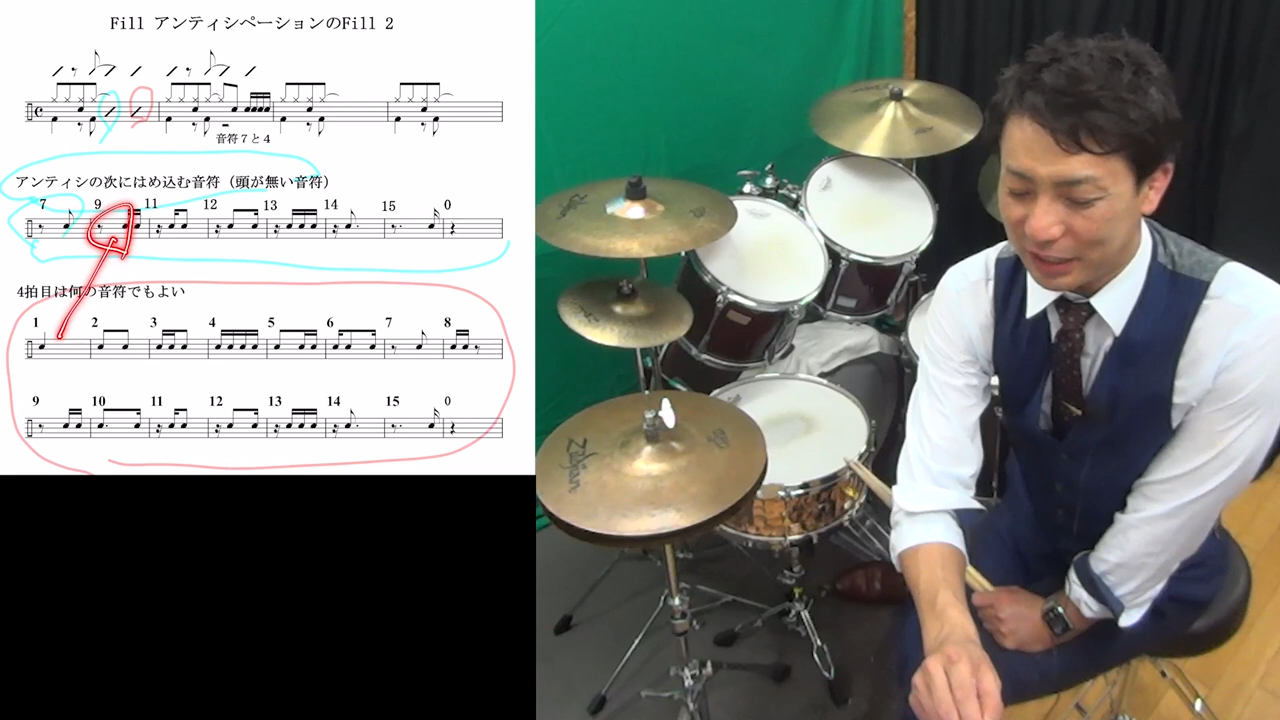 Fill アンティシペーションのFill 2
音符７と４
アンティシの次にはめ込む音符（頭が無い音符）
7 9 11 12 13 14 15 0
4拍目は何の音符でもよい
1 2 3 4 5 6 7 8
9 10 11 12 13 14 15 0
Zildjian